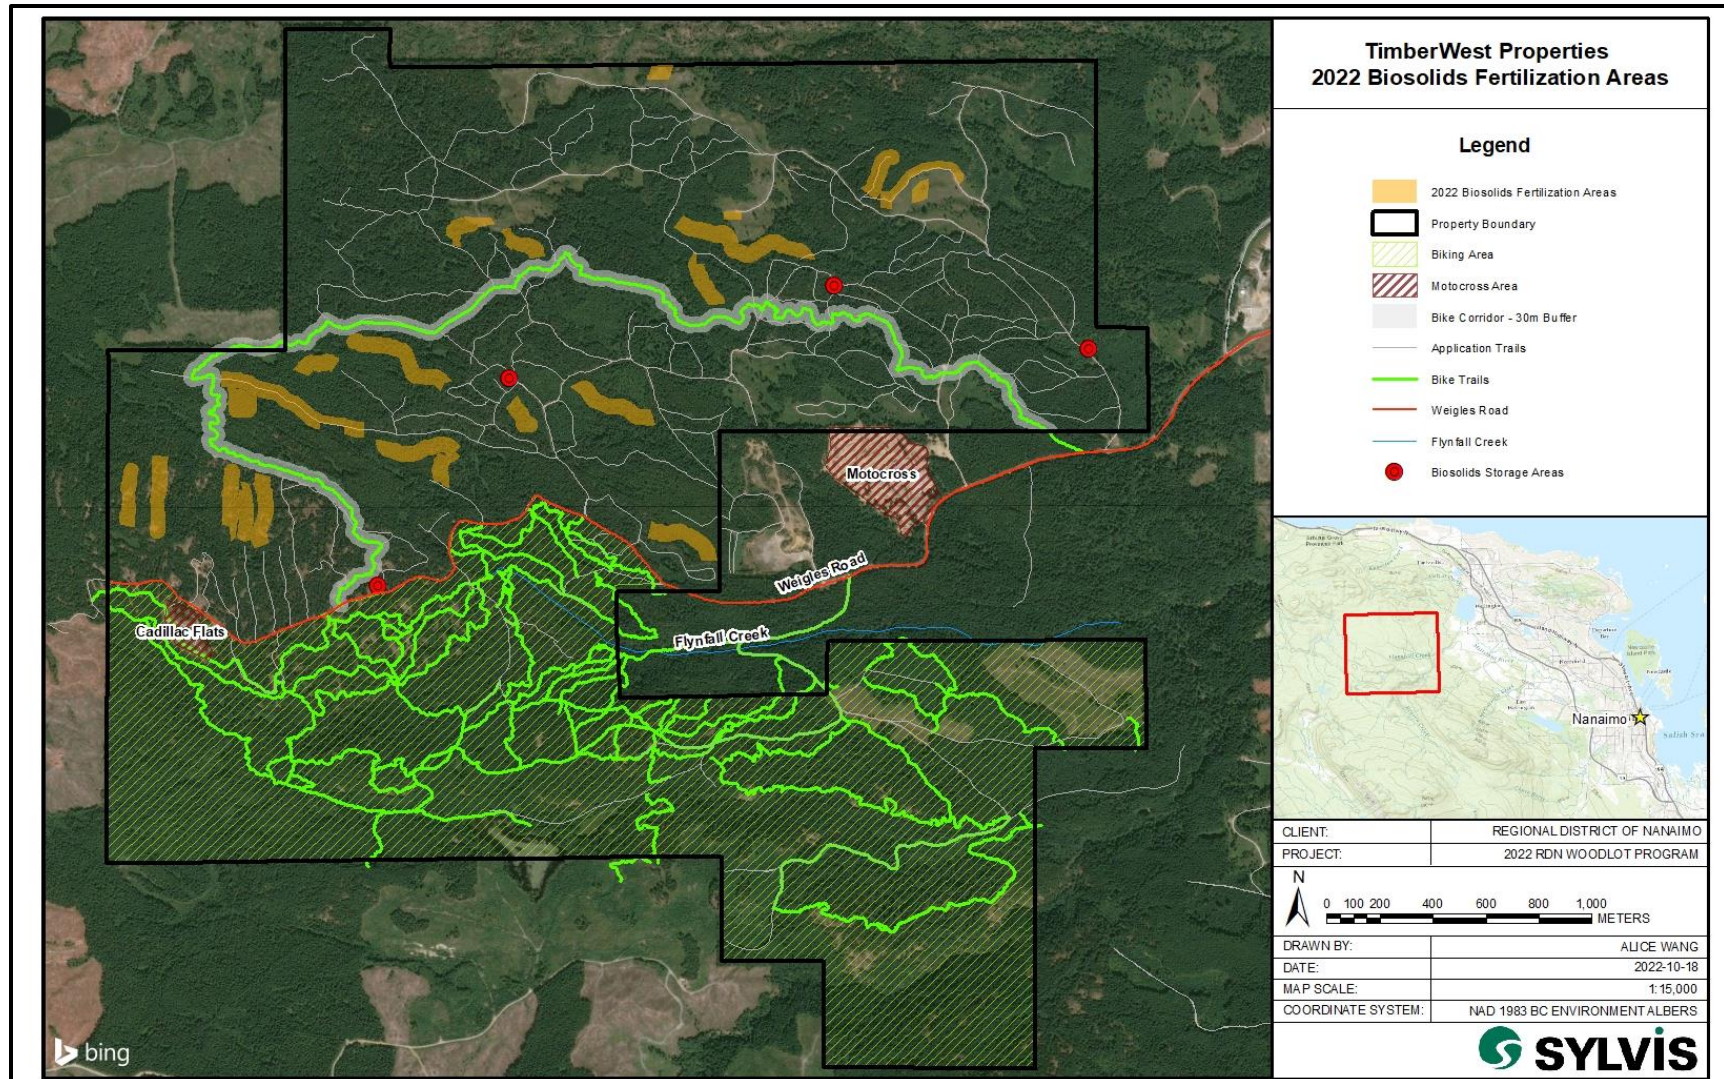 TimberWest Properties
2022 Biosolids Fertilization Areas
Legend
2022 Biosolids Fertilization Areas
Property Boundary
Biking Area
Motocross Area
Bike Corridor - 30m Buffer
Application Trails
Bike Trails
Weigles Road
Flynfall Creek
Biosolids Storage Areas
Motocross
Weigles Road
Flynfall Creek
Cadillac Flats
Nanaimo
CLIENT: REGIONAL DISTRICT OF NANAIMO
PROJECT: 2022 RDN WOODLOT PROGRAM
N
0 100 200 400 600 800 1,000
METERS
DRAWN BY: ALICE WANG
DATE: 2022-10-18
MAP SCALE: 1:15,000
COORDINATE SYSTEM: NAD 1983 BC ENVIRONMENT ALBERS
SYLVIS
bing